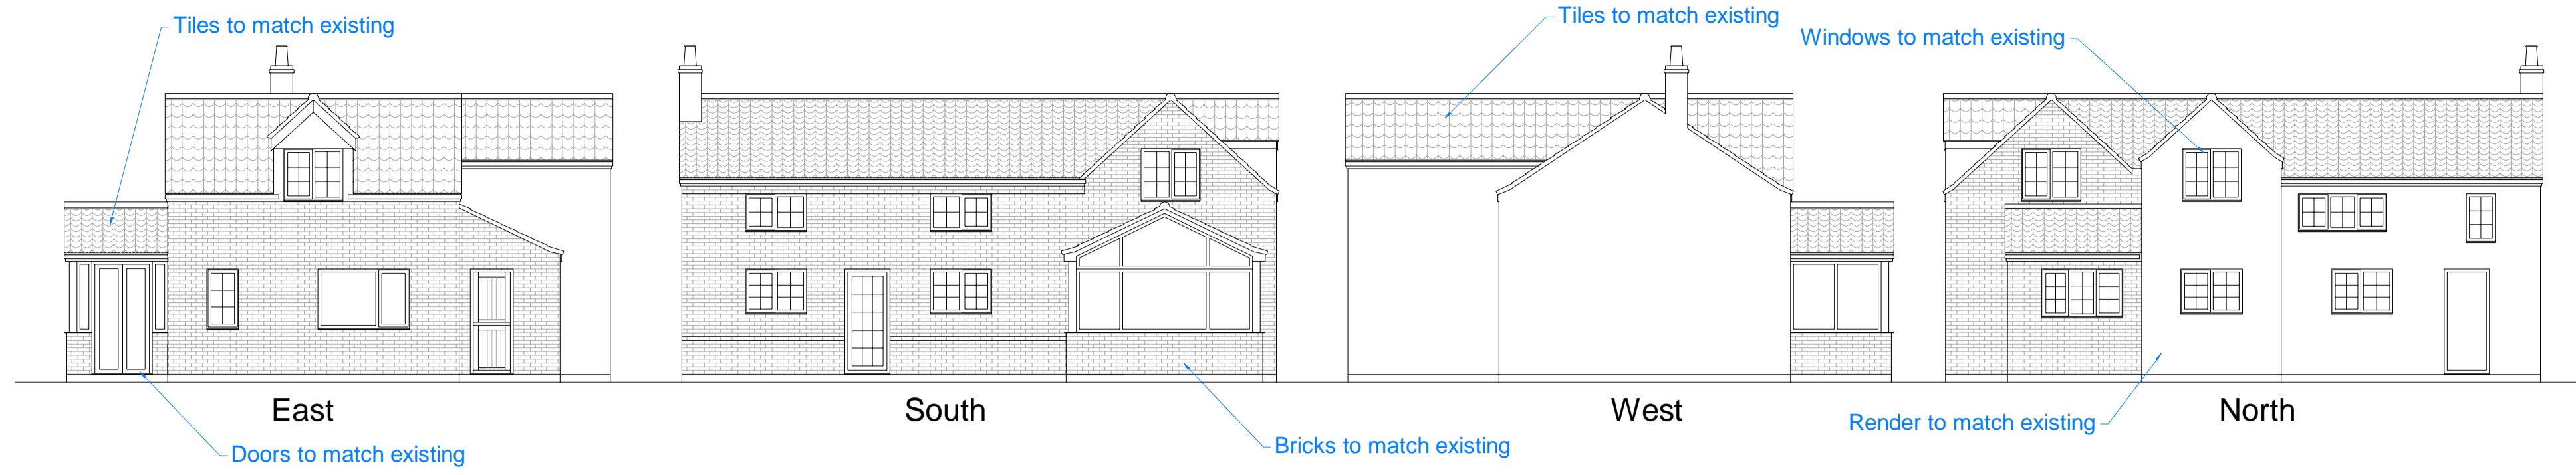 Tiles to match existing
Tiles to match existing
Windows to match existing
East
South
West
North
Doors to match existing
Bricks to match existing
Render to match existing